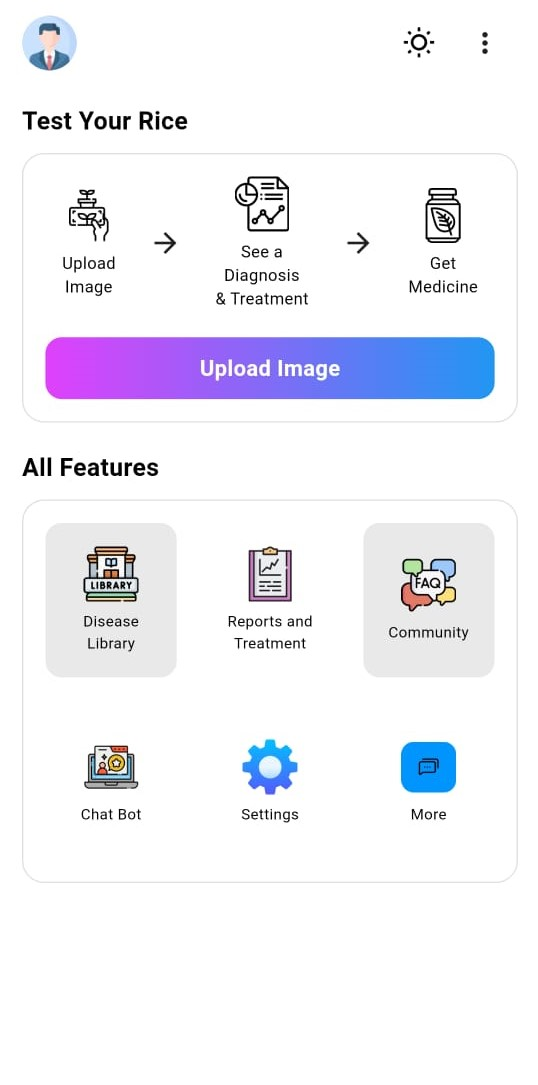 Test Your Rice
Upload
Image
See a
Diagnosis
& Treatment
Get
Medicine
Upload Image
All Features
LIBRARY
Disease
Library
Reports and
Treatment
FAQ
Community
Chat Bot
Settings
More